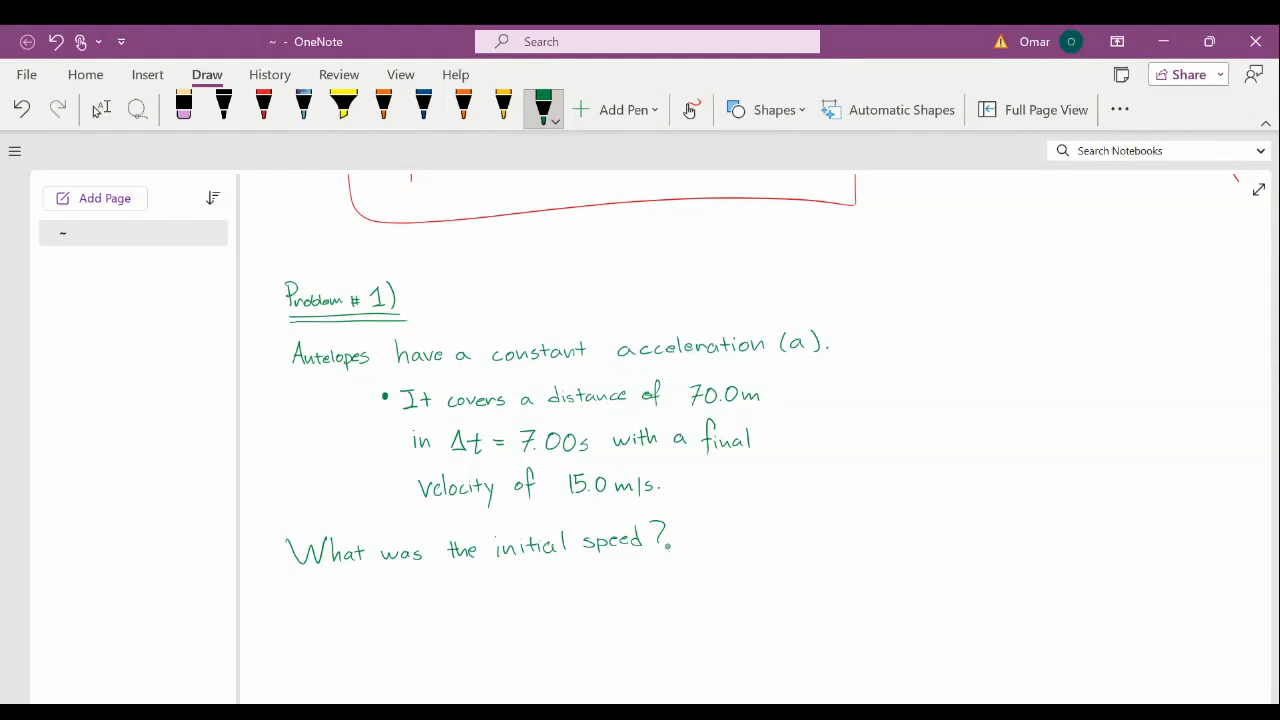 ~ - OneNote
Search
Omar
O
File Home Insert Draw History Review View Help
Share
Add Pen
Shapes
Automatic Shapes
Full Page View
Search Notebooks
Add Page
~
Problem # 1)
Antelopes have a constant acceleration (a).
• It covers a distance of 70.0m
in Δt = 7.00s with a final
velocity of 15.0 m/s.
What was the initial speed?